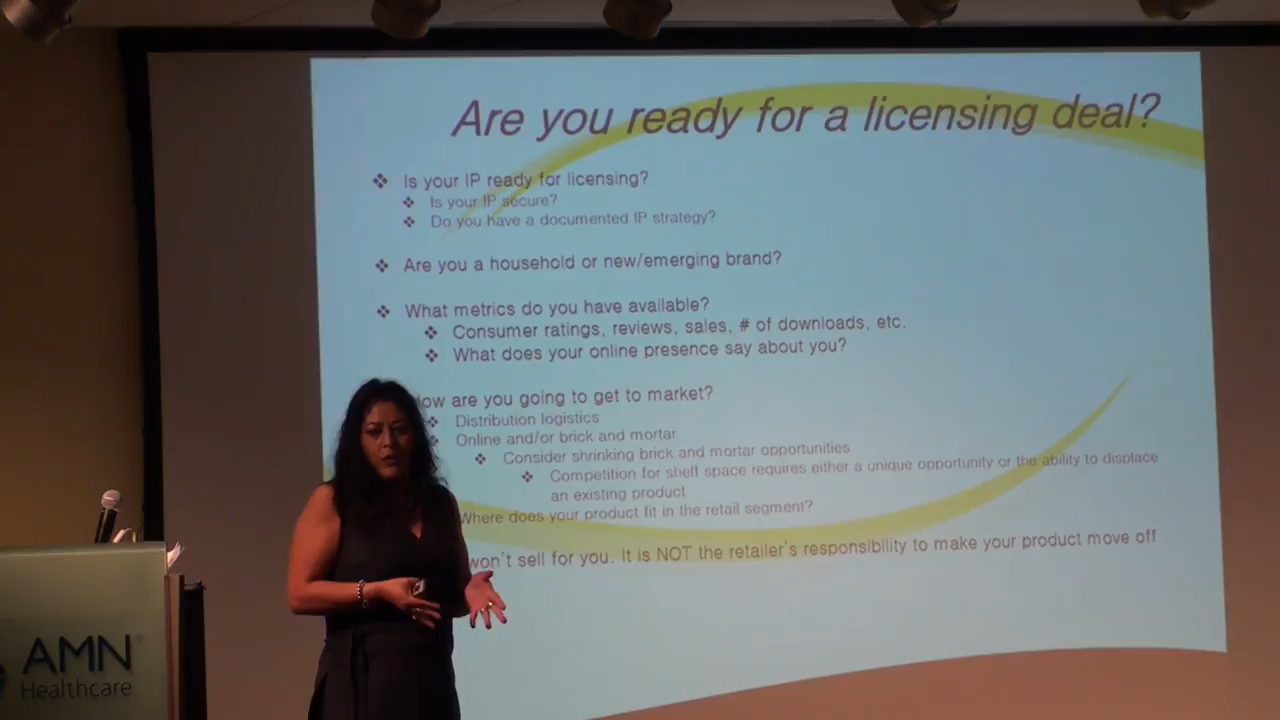 Are you ready for a licensing deal?
❖ Is your IP ready for licensing?
❖ Is your IP secure?
❖ Do you have a documented IP strategy?
❖ Are you a household or new/emerging brand?
❖ What metrics do you have available?
❖ Consumer ratings, reviews, sales, # of downloads, etc.
❖ What does your online presence say about you?
ow are you going to get to market?
❖ Distribution logistics
❖ Online and/or brick and mortar
❖ Consider shrinking brick and mortar opportunities
❖ Competition for shelf space requires either a unique opportunity or the ability to displace
an existing product
Where does your product fit in the retail segment?
won't sell for you. It is NOT the retailer's responsibility to make your product move off
AMN®
Healthcare